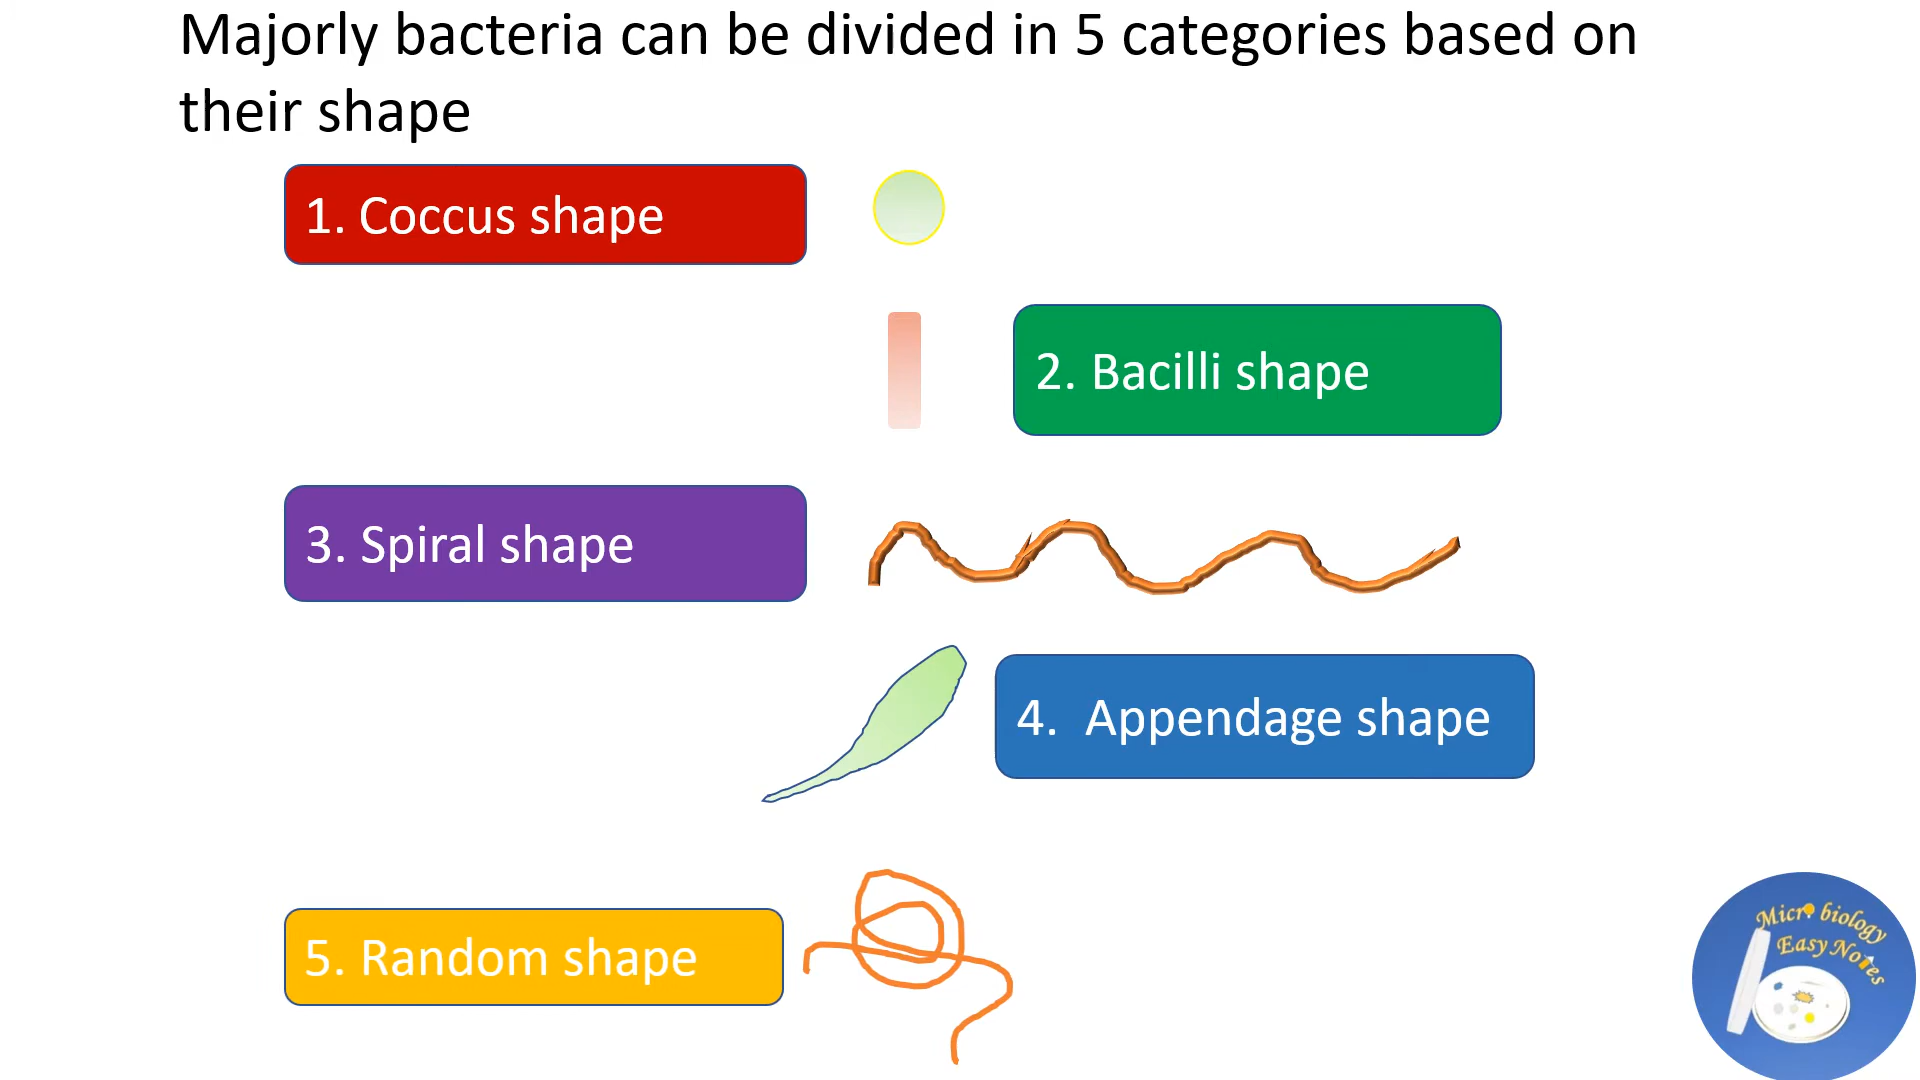 Majorly bacteria can be divided in 5 categories based on
their shape
1. Coccus shape
2. Bacilli shape
3. Spiral shape
4. Appendage shape
5. Random shape
Micro biology
Easy Notes